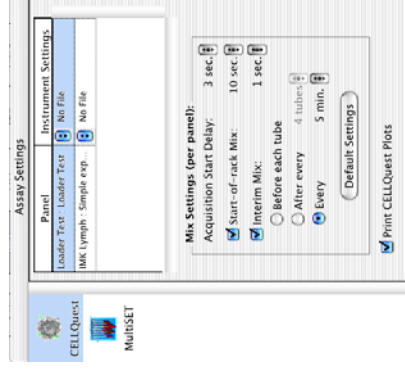 Assay Settings
CELLQuest
MultiSET
Panel Instrument Settings
Loader Test : Loader Test No File
IMK Lymph : Simple exp. No File
Mix Settings (per panel):
Acquisition Start Delay: 3 sec.
Start-of-rack Mix: 10 sec.
Interim Mix: 1 sec.
Before each tube
After every 4 tubes
Every 5 min.
Default Settings
Print CELLQuest Plots